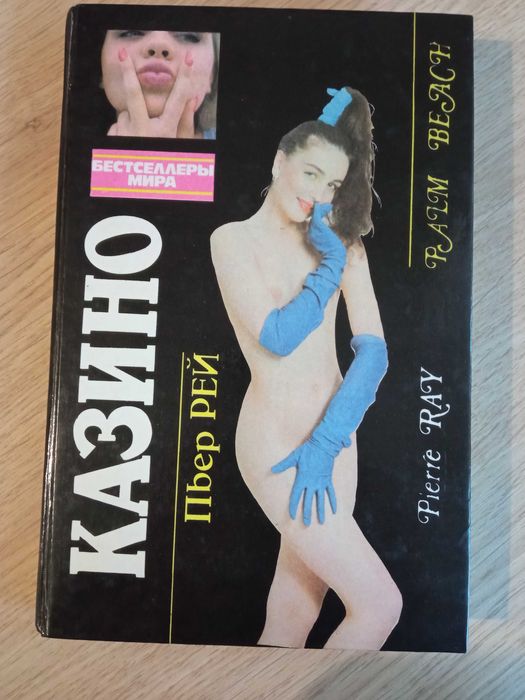 БЕСТСЕЛЛЕРЫ
МИРА
КАЗИНО
Пьер РЕЙ
Pierre RAY
PALM BEACH